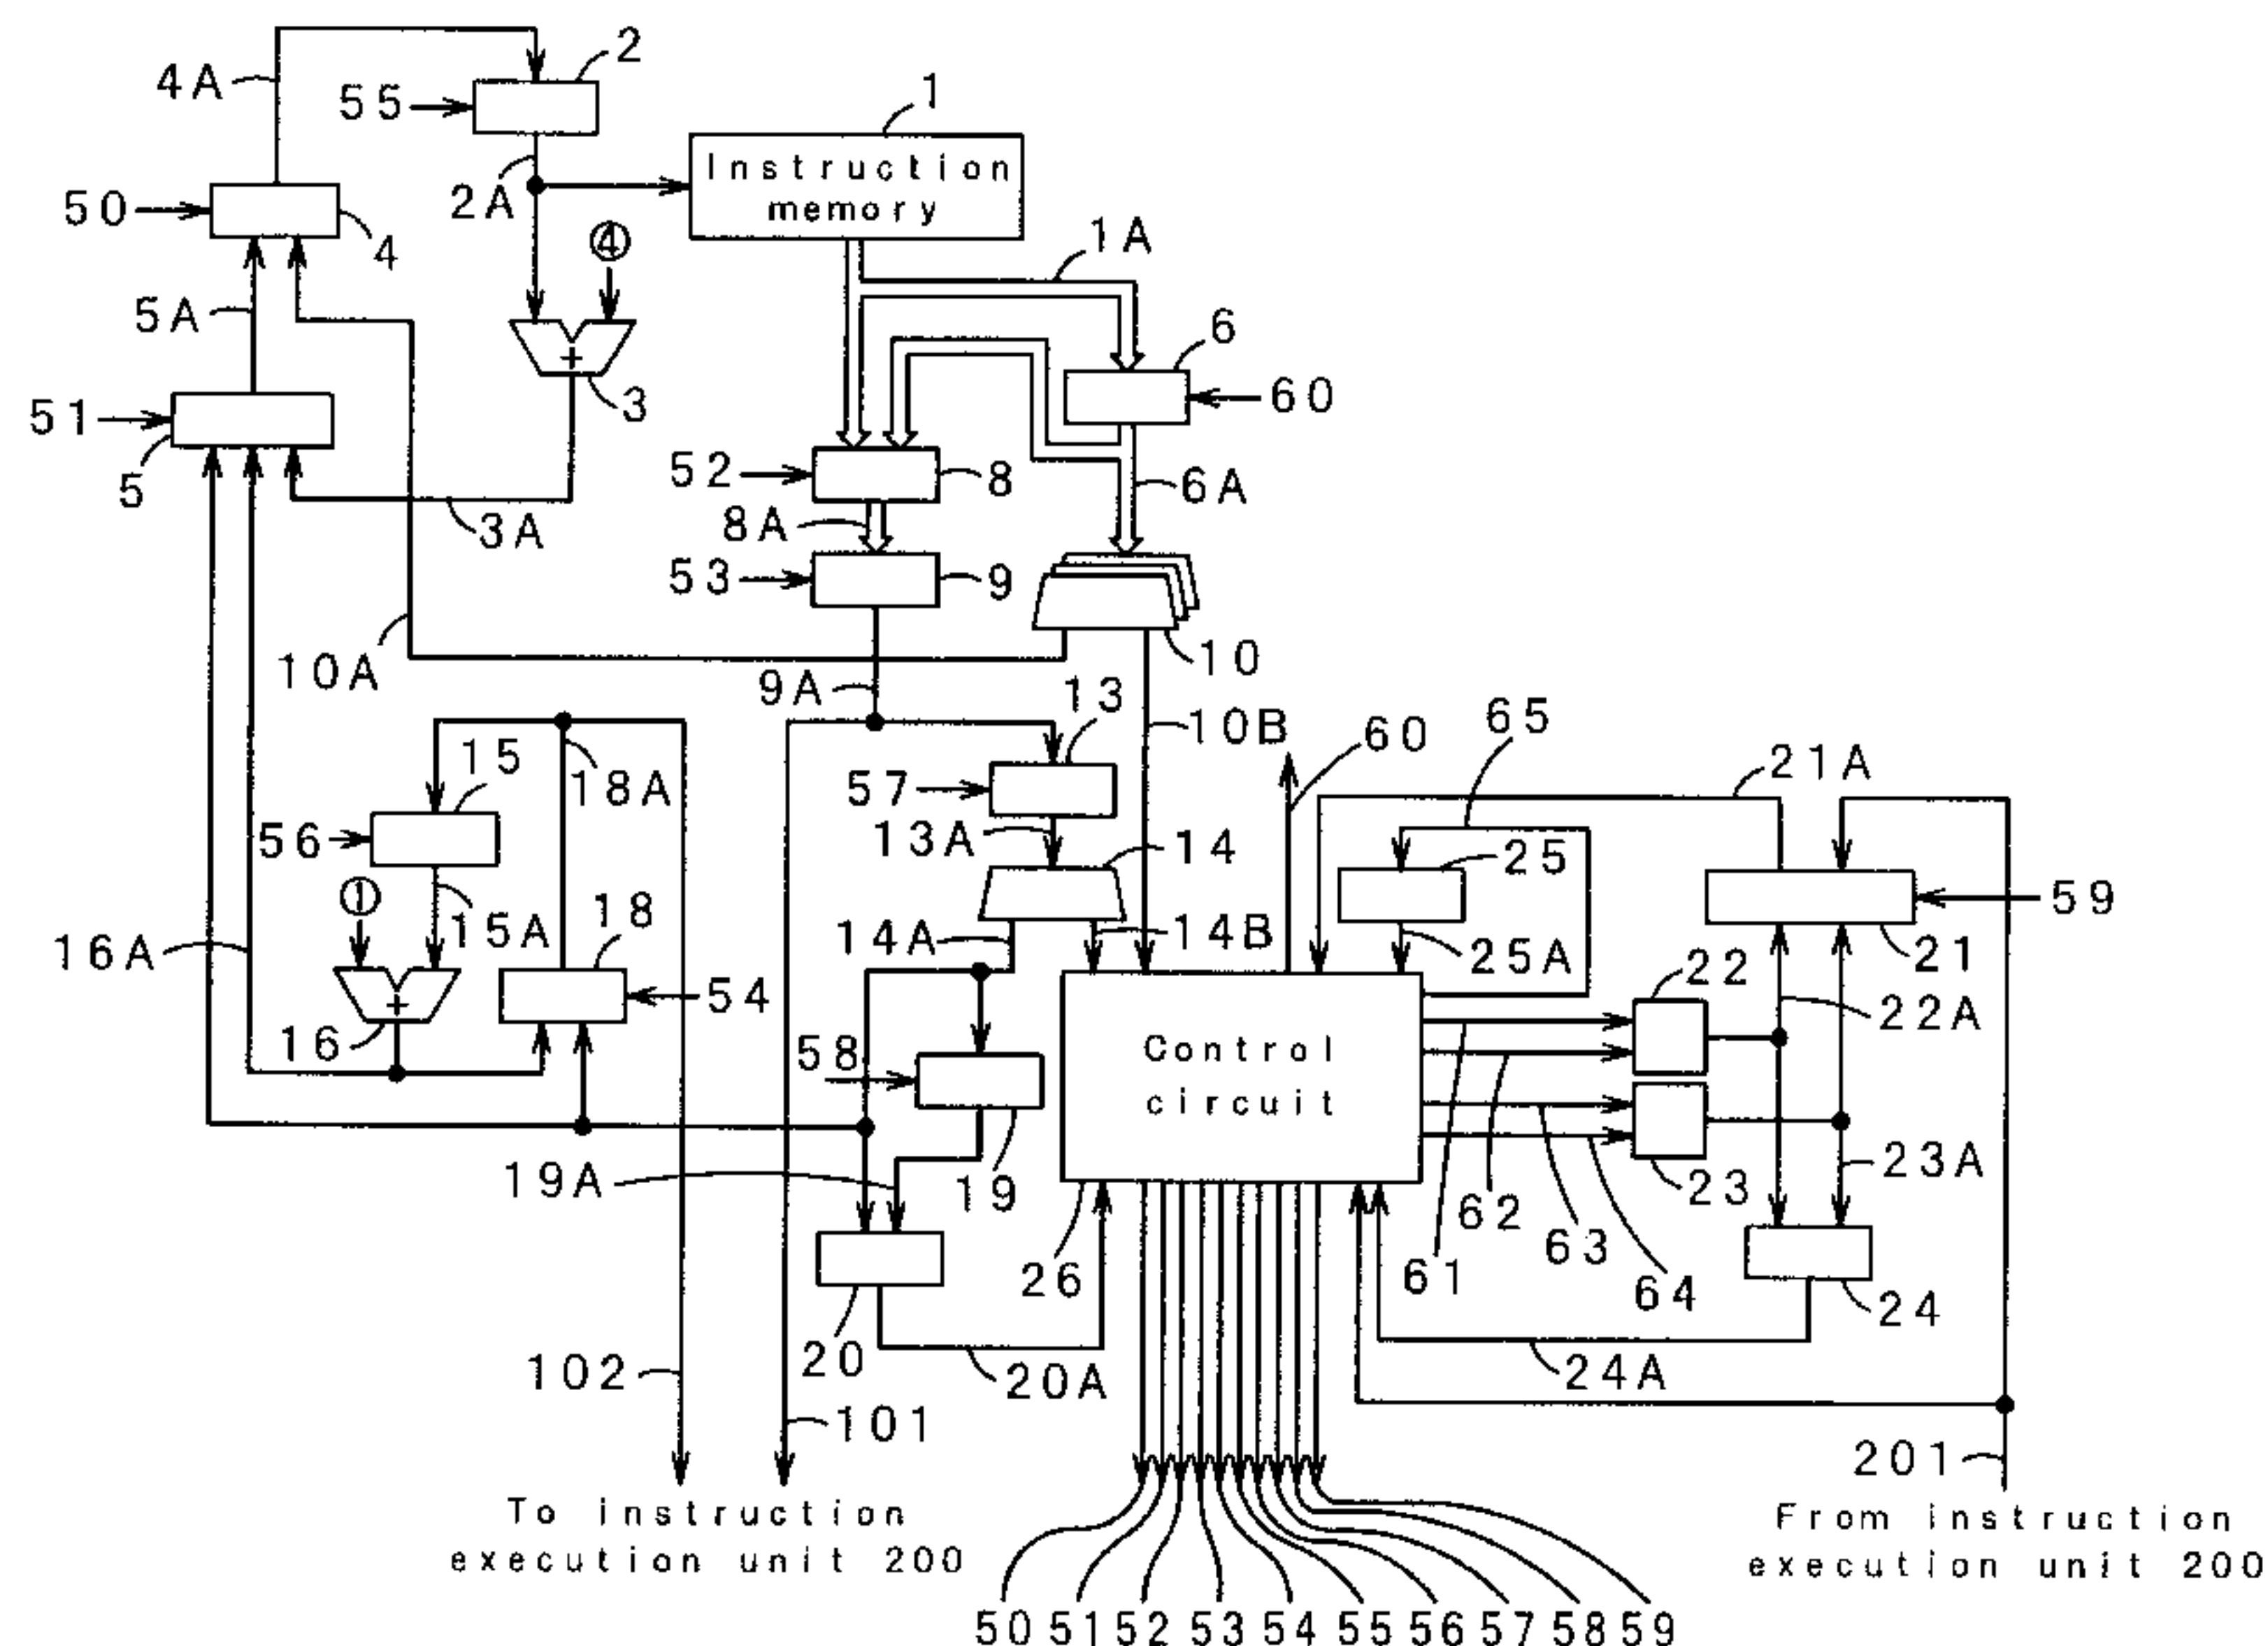 2
4A
55
1
Instruction
memory
2A
50
4
④
1A
5A
6
3
60
51
5
52
8
6A
3A
8A
53
9
10
10A
9A
13
10B
60
65
15
18A
57
21A
56
13A
14
25
①
15A
18
14A
14B
25A
59
16A
22
21
54
22A
16
58
Control
circuit
19A
19
23A
23
62
63
26
61
64
24
20
20A
102
24A
101
201
To instruction
execution unit 200
From instruction
execution unit 200
50 51 52 53 54 55 56 57 58 59